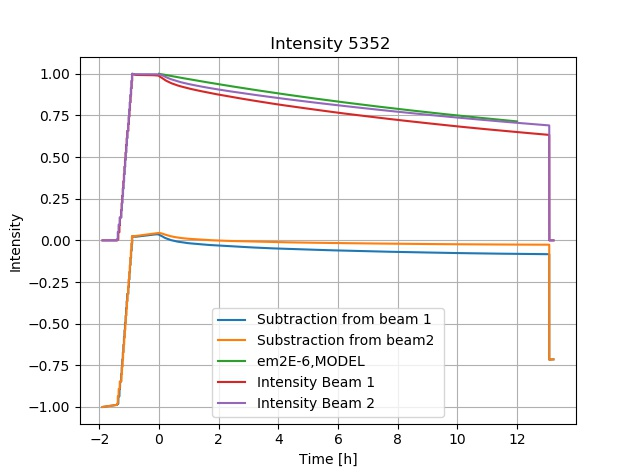 Intensity 5352
1.00
0.75
0.50
0.25
0.00
−0.25
−0.50
−0.75
−1.00
Intensity
Subtraction from beam 1
Substraction from beam2
em2E-6,MODEL
Intensity Beam 1
Intensity Beam 2
−2 0 2 4 6 8 10 12
Time [h]